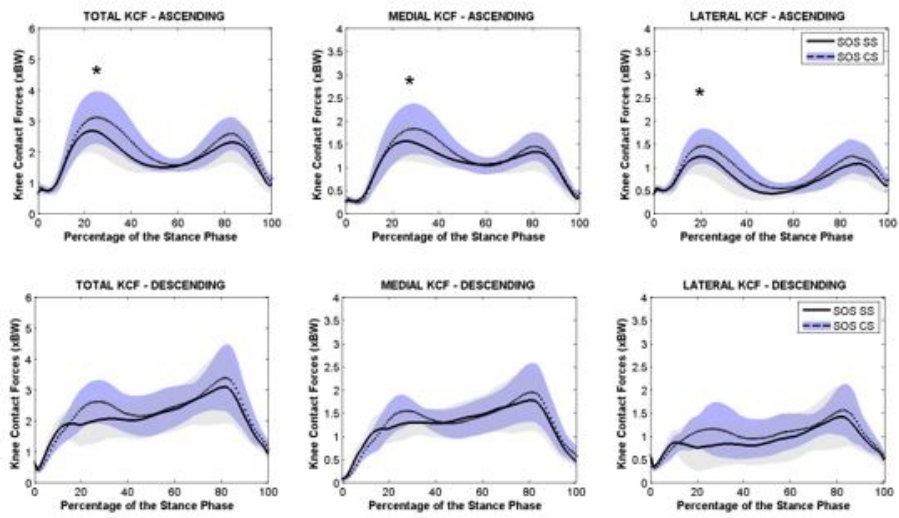 TOTAL KCF - ASCENDING
Knee Contact Forces (xBW)
6
5
4
3
2
1
0
0 20 40 60 80 100
Percentage of the Stance Phase
*
MEDIAL KCF - ASCENDING
Knee Contact Forces (xBW)
4
3.5
3
2.5
2
1.5
1
0.5
0
0 20 40 60 80 100
Percentage of the Stance Phase
*
LATERAL KCF - ASCENDING
Knee Contact Forces (xBW)
4
3.5
3
2.5
2
1.5
1
0.5
0
0 20 40 60 80 100
Percentage of the Stance Phase
*
SOS SS
SOS CS
TOTAL KCF - DESCENDING
Knee Contact Forces (xBW)
6
5
4
3
2
1
0
0 20 40 60 80 100
Percentage of the Stance Phase
MEDIAL KCF - DESCENDING
Knee Contact Forces (xBW)
4
3.5
3
2.5
2
1.5
1
0.5
0
0 20 40 60 80 100
Percentage of the Stance Phase
LATERAL KCF - DESCENDING
Knee Contact Forces (xBW)
4
3.5
3
2.5
2
1.5
1
0.5
0
0 20 40 60 80 100
Percentage of the Stance Phase
SOS SS
SOS CS